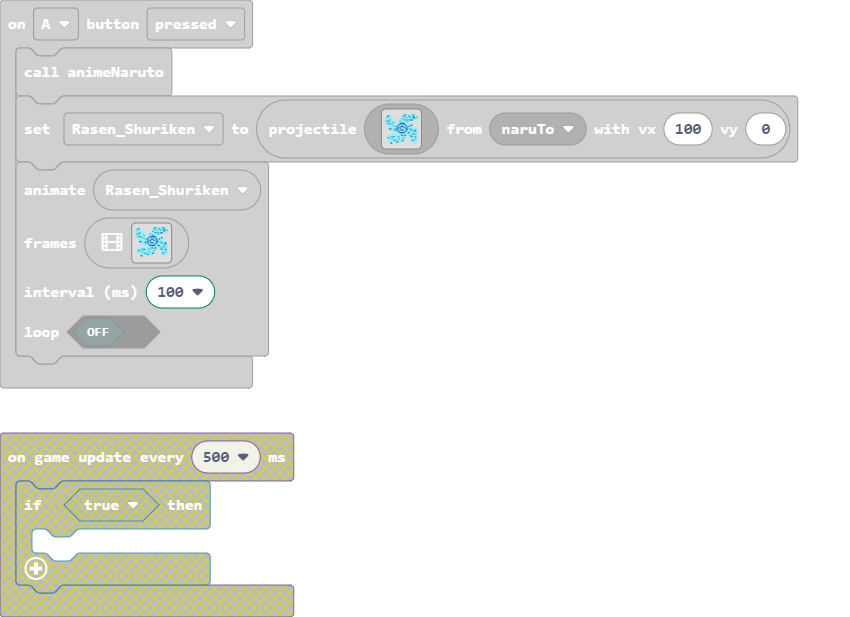 on A button pressed
call animeNaruto
set Rasen_Shuriken to projectile from naruTo with vx 100 vy 0
animate Rasen_Shuriken
frames
interval (ms) 100
loop OFF
on game update every 500 ms
if true then